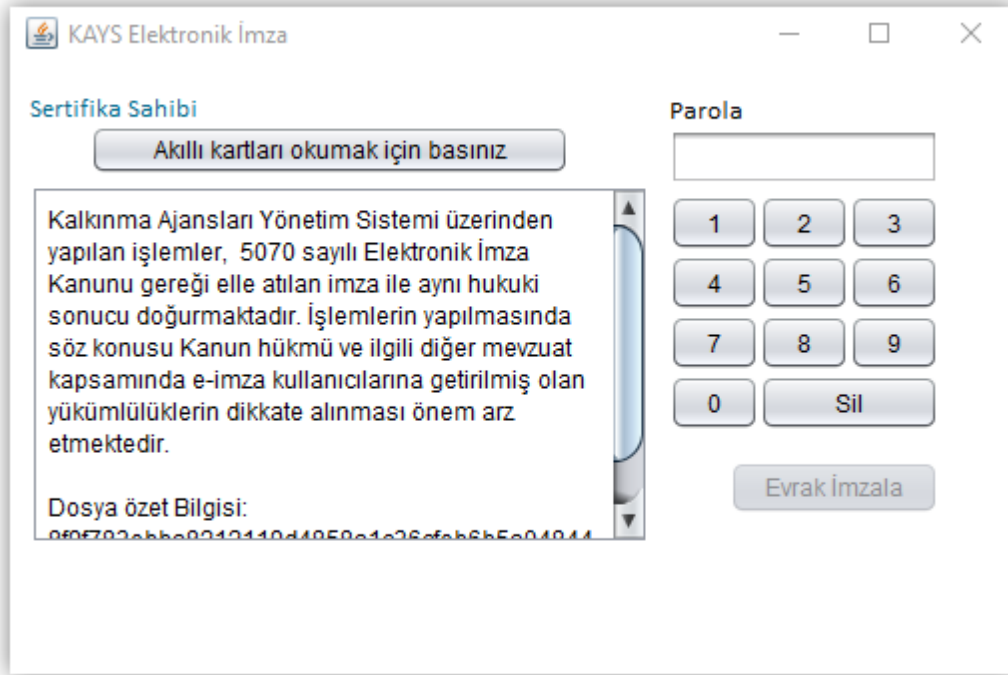 KAYS Elektronik İmza
Sertifika Sahibi
Akıllı kartları okumak için basınız
Kalkınma Ajansları Yönetim Sistemi üzerinden
yapılan işlemler, 5070 sayılı Elektronik İmza
Kanunu gereği elle atılan imza ile aynı hukuki
sonucu doğurmaktadır. İşlemlerin yapılmasında
söz konusu Kanun hükmü ve ilgili diğer mevzuat
kapsamında e-imza kullanıcılarına getirilmiş olan
yükümlülüklerin dikkate alınması önem arz
etmektedir.
Dosya özet Bilgisi:
Parola
1 2 3
4 5 6
7 8 9
0 Sil
Evrak İmzala